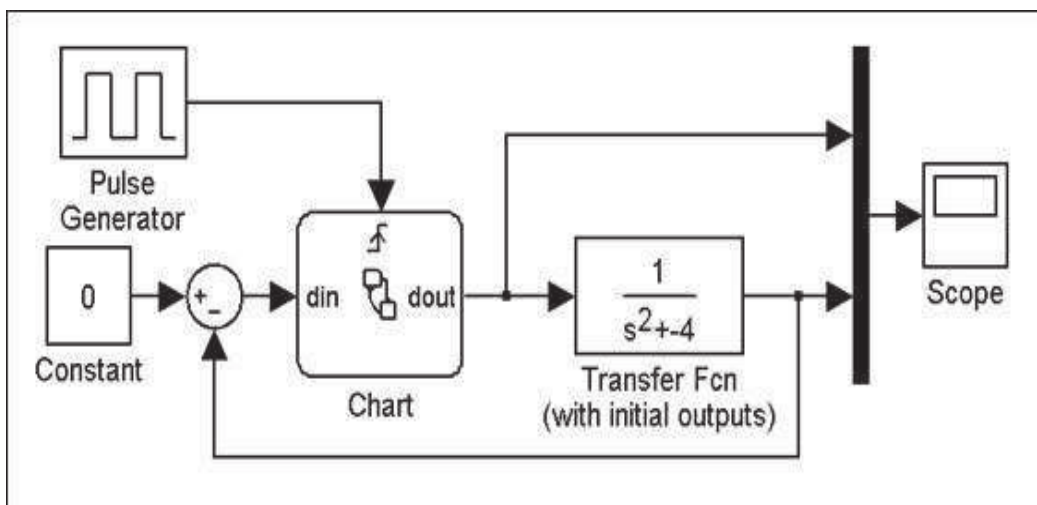 Pulse
Generator
0
Constant
+
−
din
dout
Chart
1
s²+-4
Transfer Fcn
(with initial outputs)
Scope